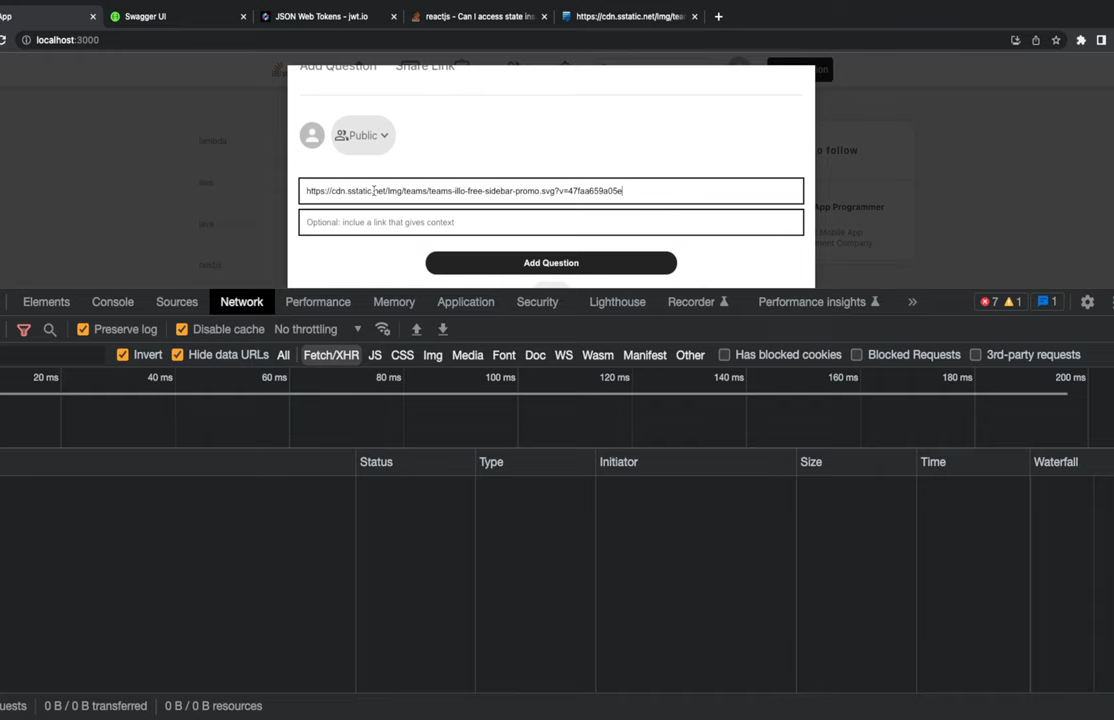 App
Swagger UI
JSON Web Tokens - jwt.io
reactjs - Can I access state ins
https://cdn.sstatic.net/Img/tea
localhost:3000
Add Question Share Link
Public
https://cdn.sstatic.net/Img/teams/teams-illo-free-sidebar-promo.svg?v=47faa659a05e
Optional: inclue a link that gives context
Add Question
lambda
aws
java
nestjs
o follow
App Programmer
Mobile App
ment Company
Elements Console Sources Network Performance Memory Application Security Lighthouse Recorder Performance insights 7 1 1
Preserve log Disable cache No throttling
Invert Hide data URLs All Fetch/XHR JS CSS Img Media Font Doc WS Wasm Manifest Other Has blocked cookies Blocked Requests 3rd-party requests
20 ms 40 ms 60 ms 80 ms 100 ms 120 ms 140 ms 160 ms 180 ms 200 ms
Status Type Initiator Size Time Waterfall
uests 0 B / 0 B transferred 0 B / 0 B resources